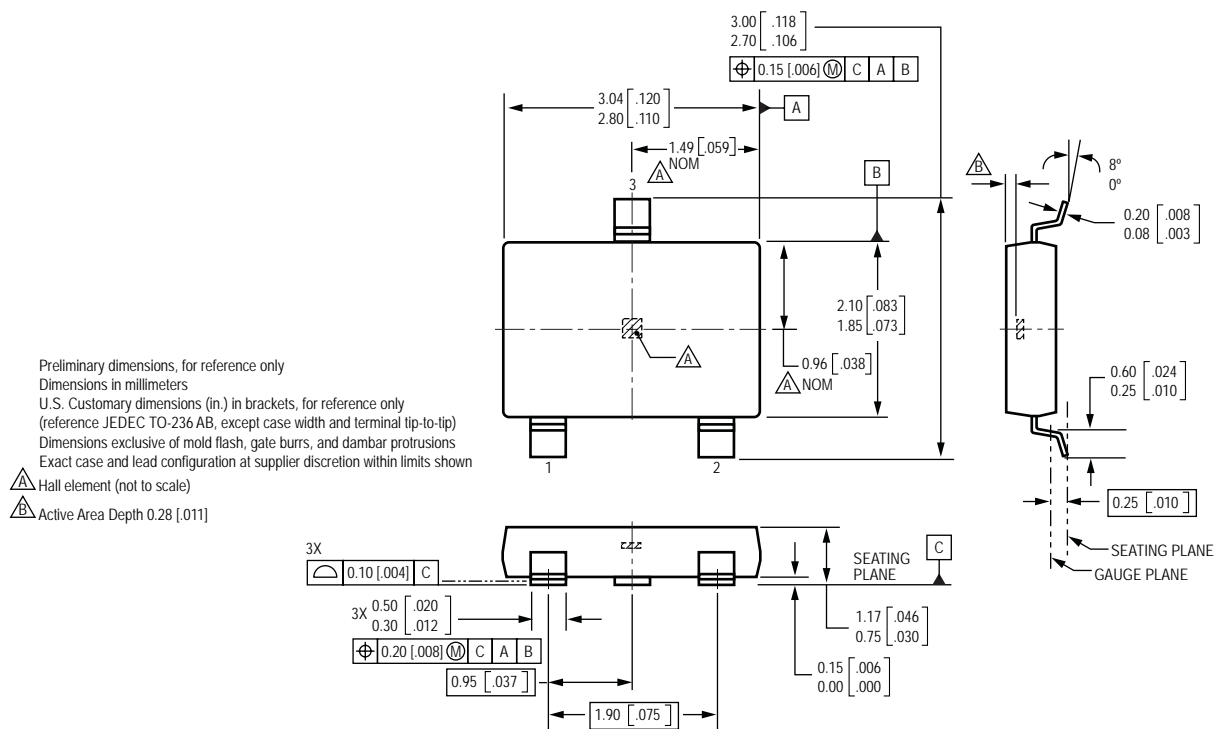 3.00 [ .118 ]
2.70 [ .106 ]
⌖ 0.15 [.006] Ⓜ C A B
3.04 [ .120 ]
2.80 [ .110 ]
A
1.49 [ .059 ]
A NOM
3
B
B
8º
0º
0.20 [ .008 ]
0.08 [ .003 ]
2.10 [ .083 ]
1.85 [ .073 ]
A
0.96 [ .038 ]
A NOM
0.60 [ .024 ]
0.25 [ .010 ]
Preliminary dimensions, for reference only
Dimensions in millimeters
U.S. Customary dimensions (in.) in brackets, for reference only
(reference JEDEC TO-236 AB, except case width and terminal tip-to-tip)
Dimensions exclusive of mold flash, gate burrs, and dambar protrusions
Exact case and lead configuration at supplier discretion within limits shown
A Hall element (not to scale)
B Active Area Depth 0.28 [.011]
1
2
0.25 [ .010 ]
SEATING PLANE
GAUGE PLANE
3X
⌓ 0.10 [.004] C
SEATING
PLANE
C
3X 0.50 [ .020 ]
0.30 [ .012 ]
⌖ 0.20 [.008] Ⓜ C A B
1.17 [ .046 ]
0.75 [ .030 ]
0.15 [ .006 ]
0.00 [ .000 ]
0.95 [ .037 ]
1.90 [ .075 ]